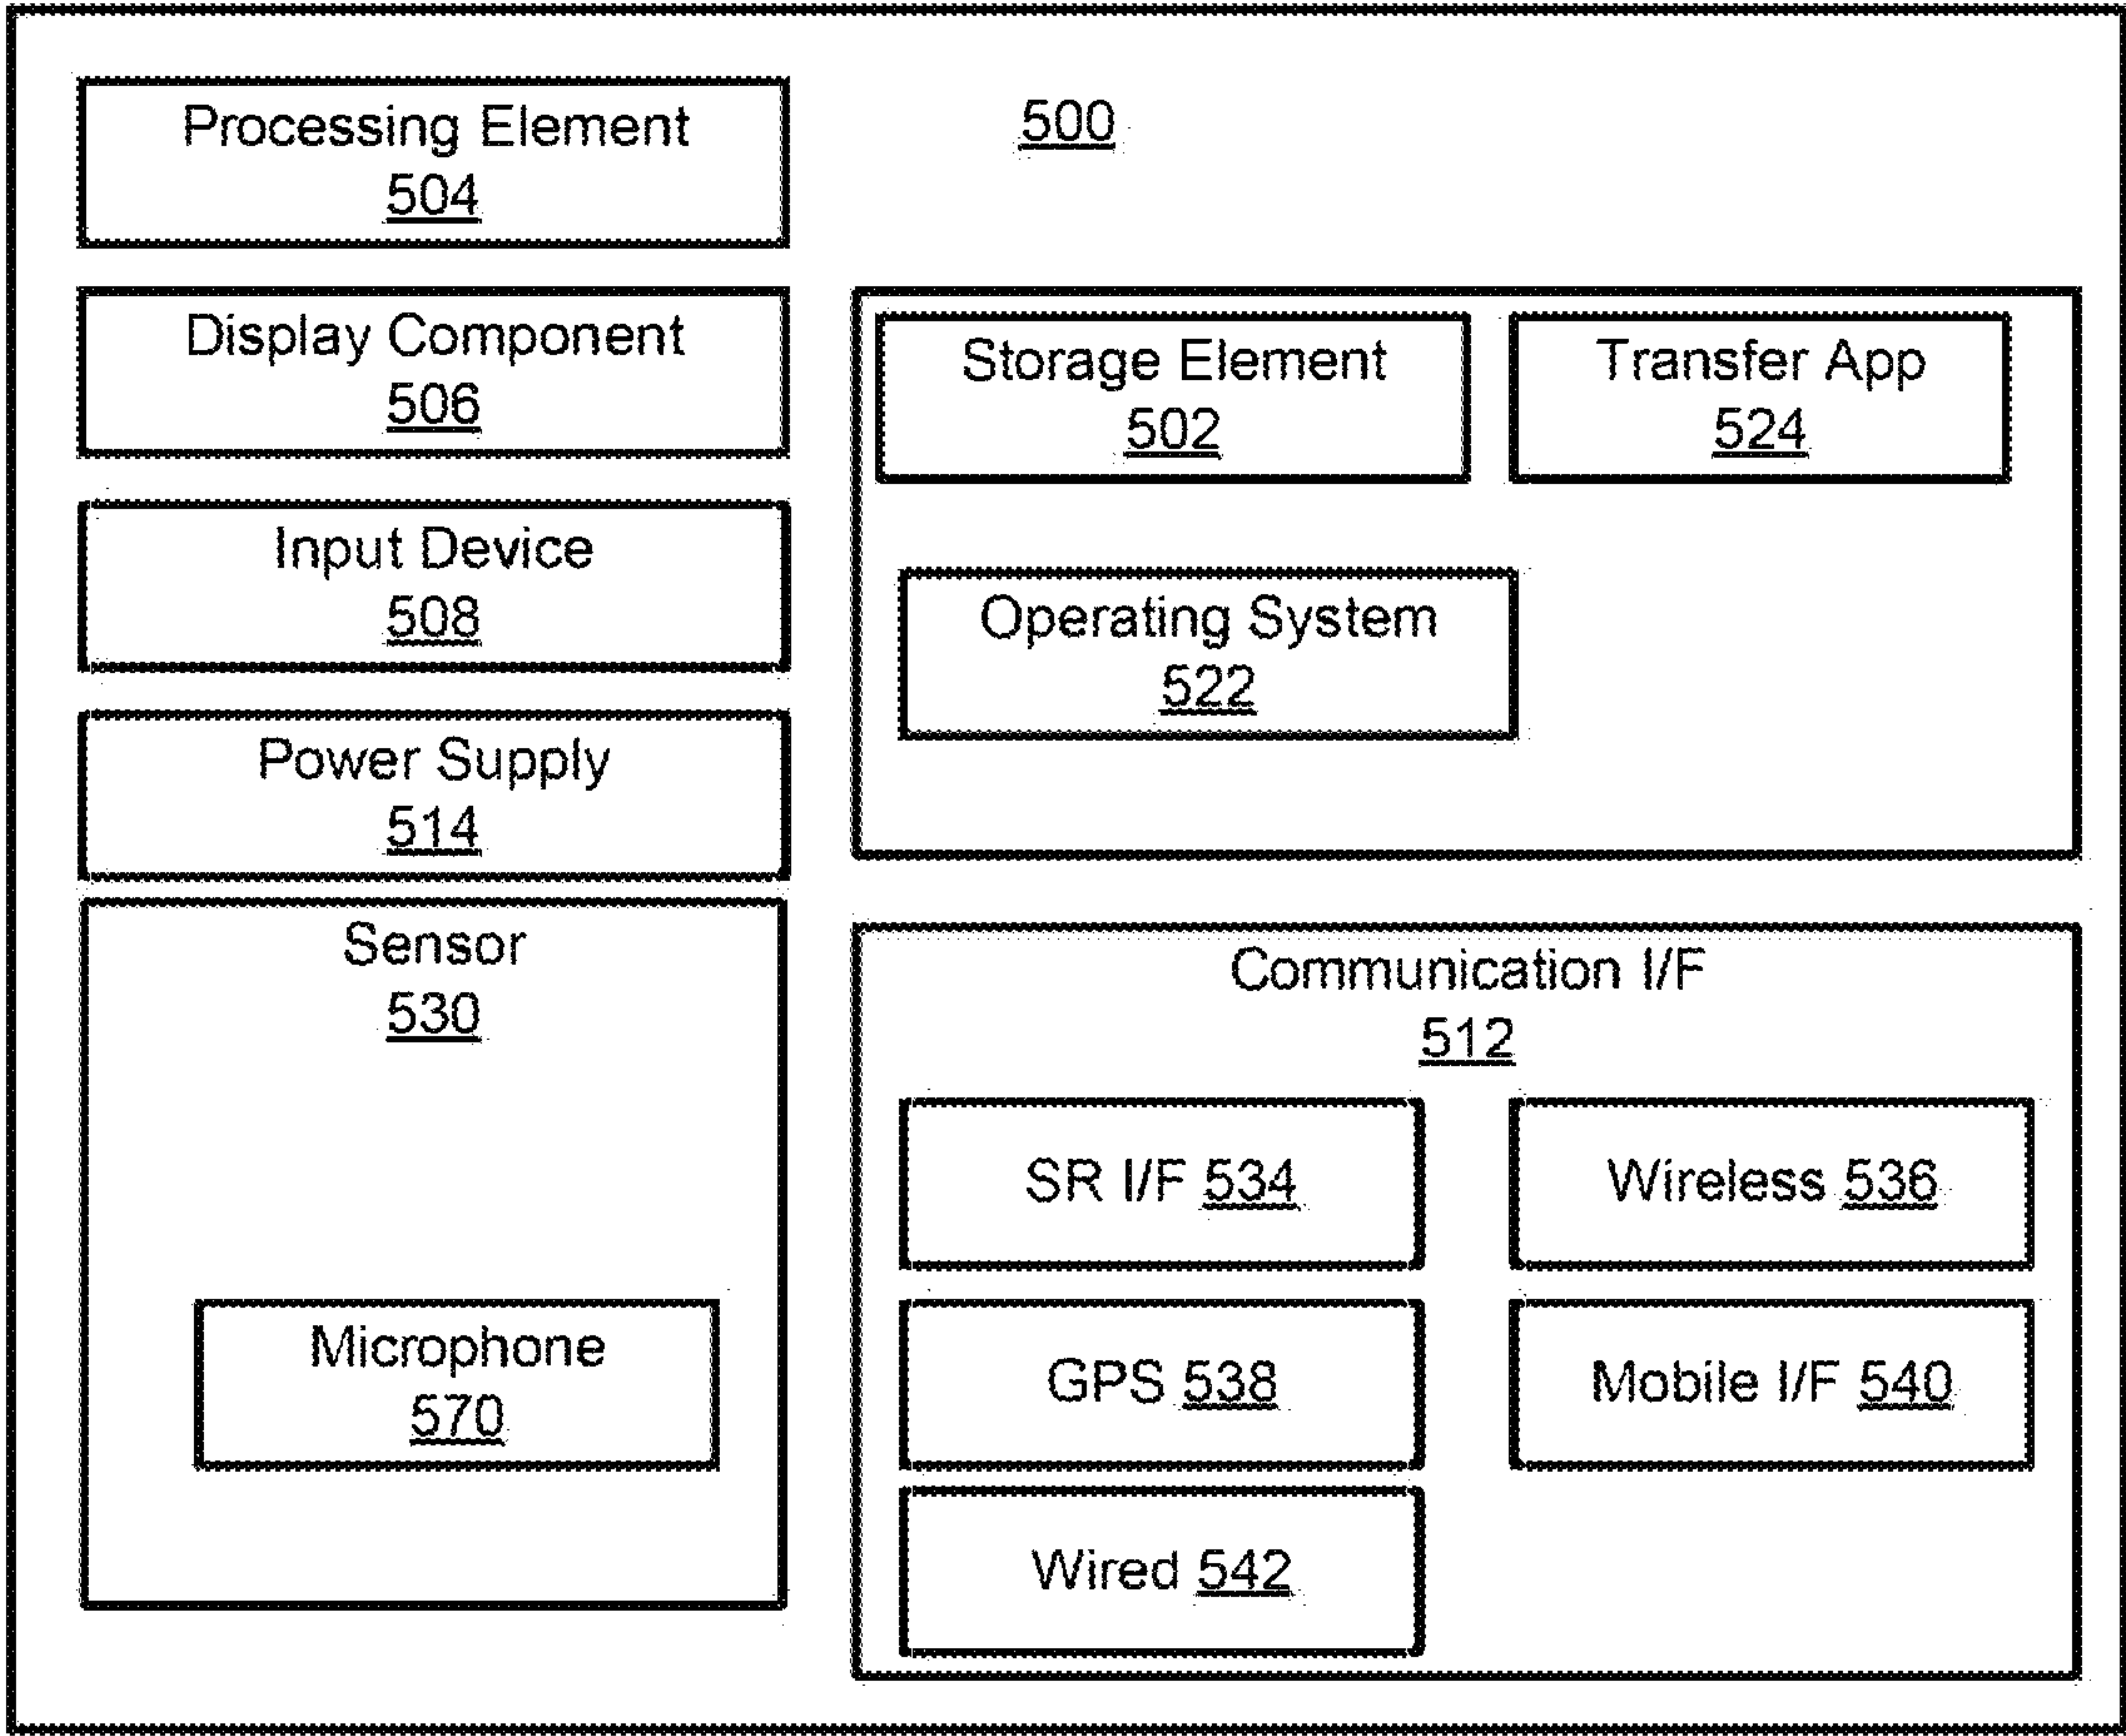 500
Processing Element
504
Display Component
506
Input Device
508
Power Supply
514
Sensor
530
Microphone
570
Storage Element
502
Transfer App
524
Operating System
522
Communication I/F
512
SR I/F 534
Wireless 536
GPS 538
Mobile I/F 540
Wired 542